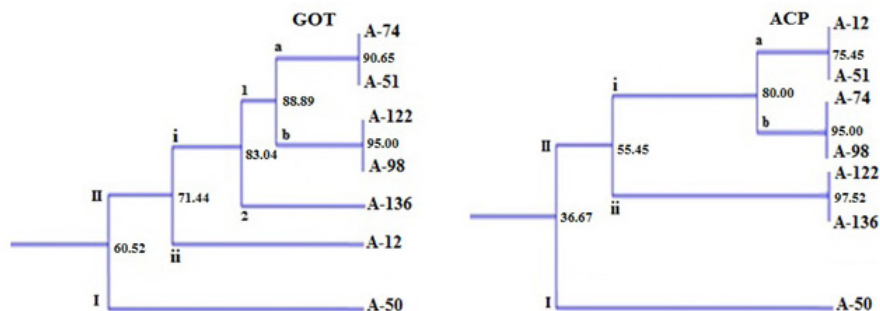 GOT
A-74
a
90.65
A-51
1
88.89
A-122
i
b
95.00
83.04
A-98
II
71.44
A-136
2
60.52
ii
A-12
I
A-50
ACP
A-12
a
75.45
A-51
i
80.00
A-74
b
95.00
II
55.45
A-98
A-122
36.67
ii
97.52
A-136
I
A-50